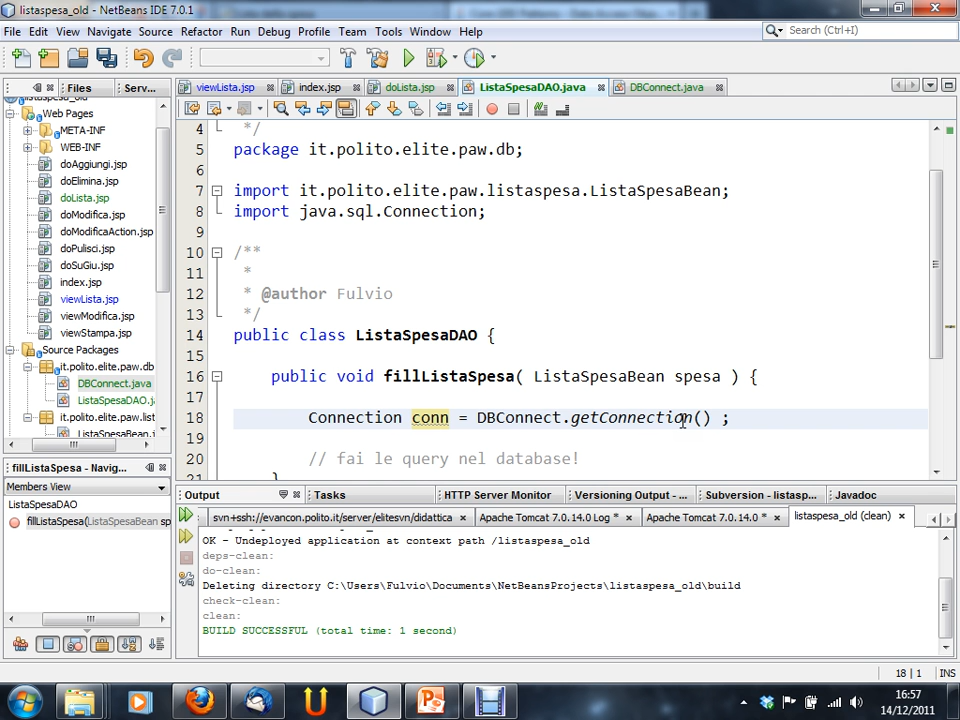 listaspesa_old - NetBeans IDE 7.0.1
File Edit View Navigate Source Refactor Run Debug Profile Team Tools Window Help
Search (Ctrl+I)
Files Serv...
viewLista.jsp index.jsp doLista.jsp ListaSpesaDAO.java DBConnect.java
Web Pages
META-INF
WEB-INF
doAggiungi.jsp
doElimina.jsp
doLista.jsp
doModifica.jsp
doModificaAction.jsp
doPulisci.jsp
doSuGiu.jsp
index.jsp
viewLista.jsp
viewModifica.jsp
viewStampa.jsp
Source Packages
it.polito.elite.paw.db
DBConnect.java
ListaSpesaDAO.j
it.polito.elite.paw.list
ListaSpesaBean.j
4 */
5 package it.polito.elite.paw.db;
6
7 import it.polito.elite.paw.listaspesa.ListaSpesaBean;
8 import java.sql.Connection;
9
10 /**
11 *
12 * @author Fulvio
13 */
14 public class ListaSpesaDAO {
15
16 public void fillListaSpesa( ListaSpesaBean spesa ) {
17
18 Connection conn = DBConnect.getConnection() ;
19
20 // fai le query nel database!
21 }
fillListaSpesa - Navig...
Members View
ListaSpesaDAO
fillListaSpesa(ListaSpesaBean sp
Output Tasks HTTP Server Monitor Versioning Output - ... Subversion - listasp... Javadoc
svn+ssh://evancon.polito.it/server/elitesvn/didattica Apache Tomcat 7.0.14.0 Log Apache Tomcat 7.0.14.0 listaspesa_old (clean)
OK - Undeployed application at context path /listaspesa_old
deps-clean:
do-clean:
Deleting directory C:\Users\Fulvio\Documents\NetBeansProjects\listaspesa_old\build
check-clean:
clean:
BUILD SUCCESSFUL (total time: 1 second)
18 | 1 INS
16:57
14/12/2011